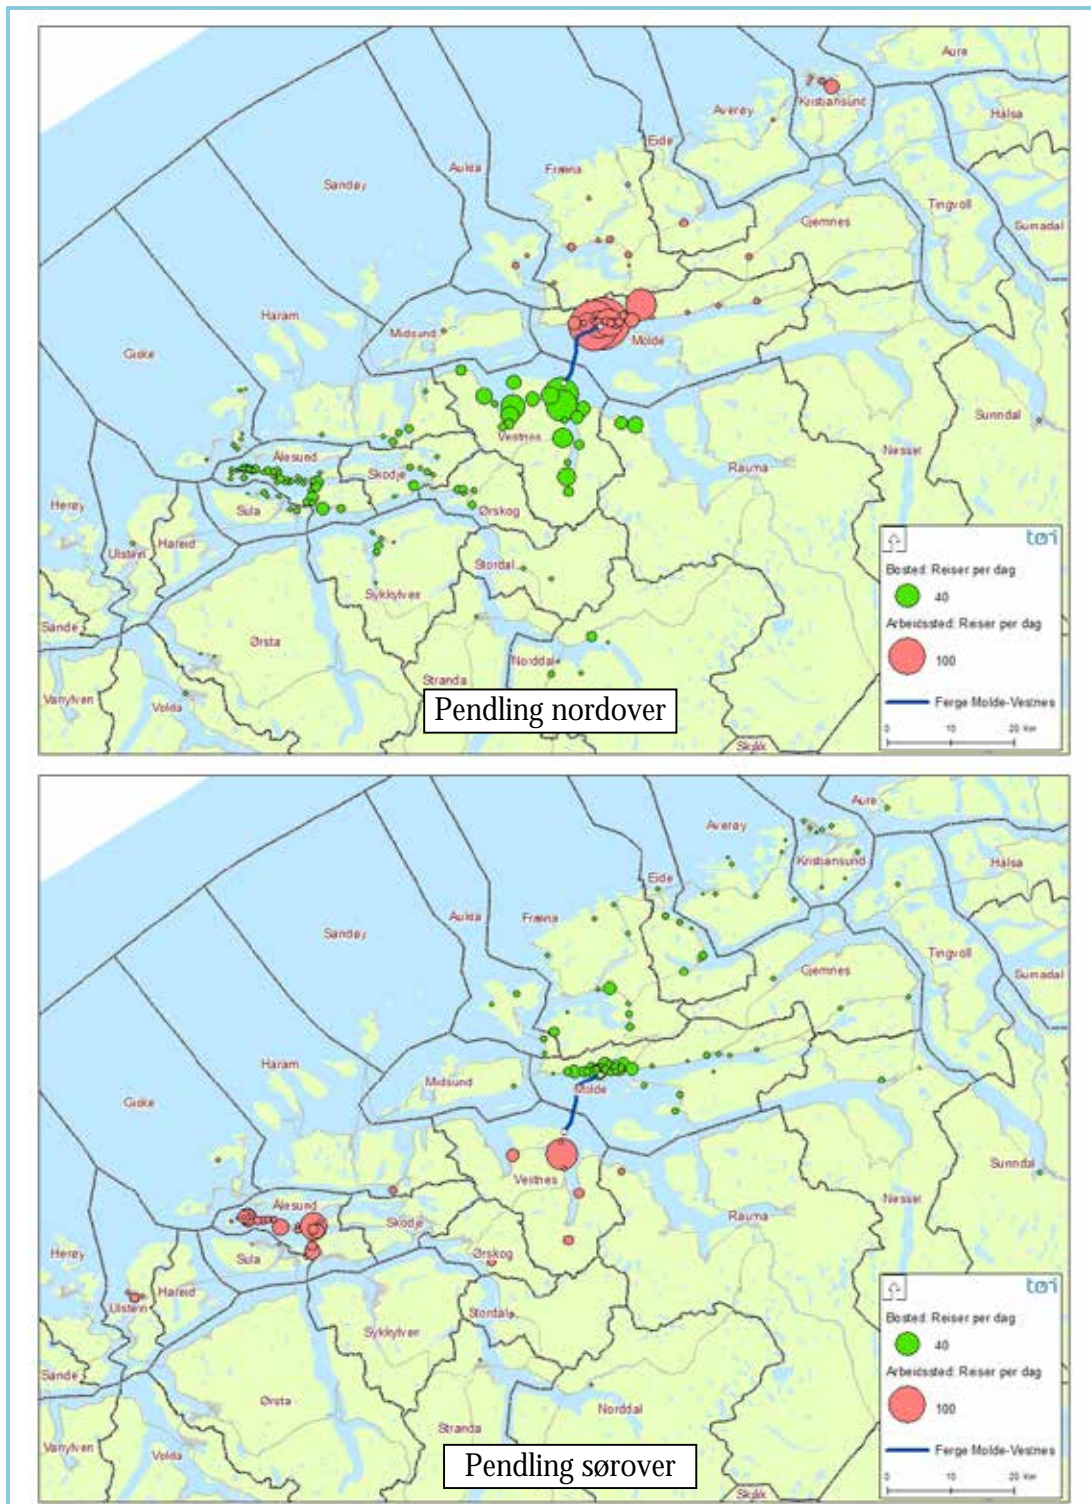 Aure
Kristiansund
Averøy
Halsa
Eide
Aukra
Fræna
Sandøy
Tingvoll
Gjemnes
Surnadal
Haram
Midsund
Molde
Giske
Sunndal
Vestnes
Nesset
Ålesund
Rauma
Skodje
Herøy
Sula
Ørskog
Hareid
Ulstein
Stordal
Sykkylven
Sande
Ørsta
Norddal
Stranda
Vanylven
Volda
Skjåk
Pendling nordover
tøi
Bosted: Reiser per dag
40
Arbeidssted: Reiser per dag
100
Ferge Molde-Vestnes
0 10 20 Km
Aure
Averøy
Kristiansund
Halsa
Eide
Aukra
Fræna
Sandøy
Tingvoll
Gjemnes
Surnadal
Haram
Midsund
Molde
Giske
Sunndal
Vestnes
Nesset
Ålesund
Rauma
Skodje
Herøy
Sula
Ørskog
Hareid
Ulstein
Stordal
Sykkylven
Sande
Ørsta
Norddal
Stranda
Vanylven
Volda
Skjåk
Pendling sørover
tøi
Bosted: Reiser per dag
40
Arbeidssted: Reiser per dag
100
Ferge Molde-Vestnes
0 10 20 Km